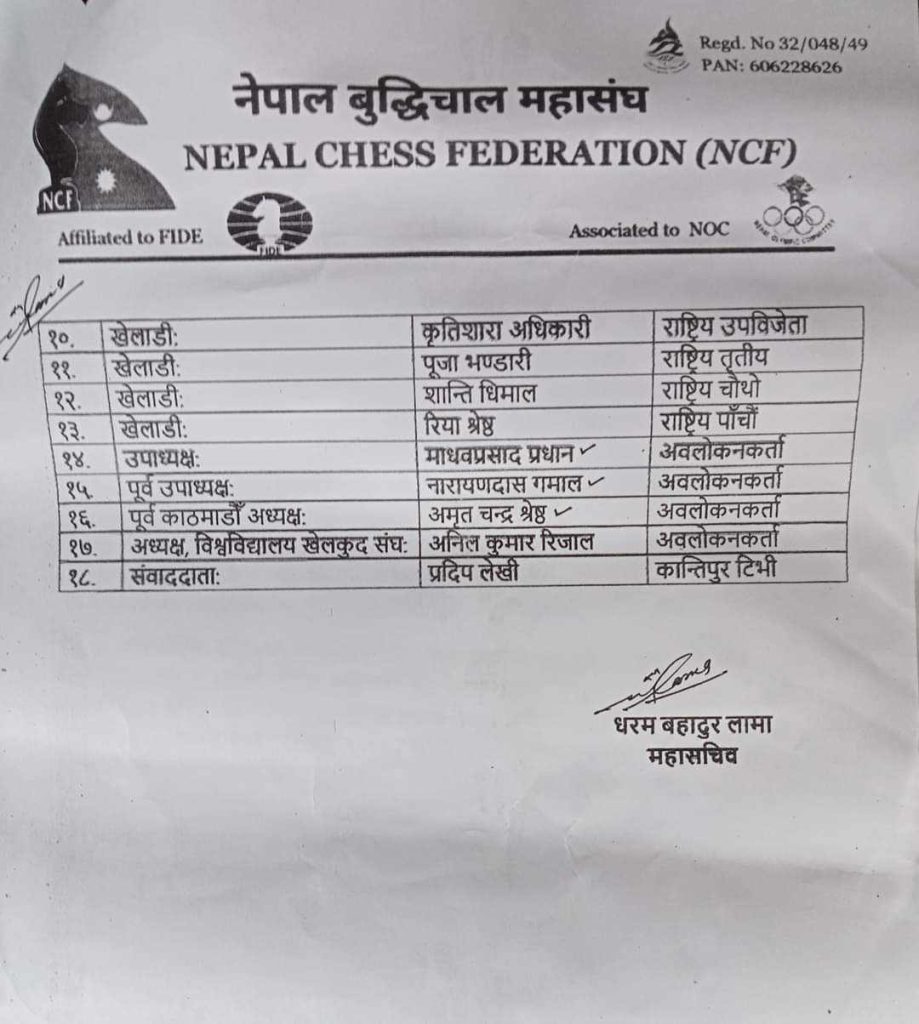 Regd. No 32/048/49
PAN: 606228626
नेपाल बुद्धिचाल महासंघ
NEPAL CHESS FEDERATION (NCF)
NCF
Affiliated to FIDE
FIDE
Associated to NOC
NEPAL OLYMPIC COMMITTEE
१०. खेलाडी: कृतिशारा अधिकारी राष्ट्रिय उपविजेता
११. खेलाडी: पूजा भण्डारी राष्ट्रिय तृतीय
१२. खेलाडी: शान्ति धिमाल राष्ट्रिय चौथो
१३. खेलाडी: रिया श्रेष्ठ राष्ट्रिय पाँचौं
१४. उपाध्यक्ष: माधवप्रसाद प्रधान ✓ अवलोकनकर्ता
१५. पूर्व उपाध्यक्ष: नारायणदास गमाल ✓ अवलोकनकर्ता
१६. पूर्व काठमाडौँ अध्यक्ष: अमृत चन्द्र श्रेष्ठ ✓ अवलोकनकर्ता
१७. अध्यक्ष, विश्वविद्यालय खेलकुद संघ: अनिल कुमार रिजाल अवलोकनकर्ता
१८. संवाददाता: प्रदिप लेखी कान्तिपुर टिभी
धरम बहादुर लामा
महासचिव